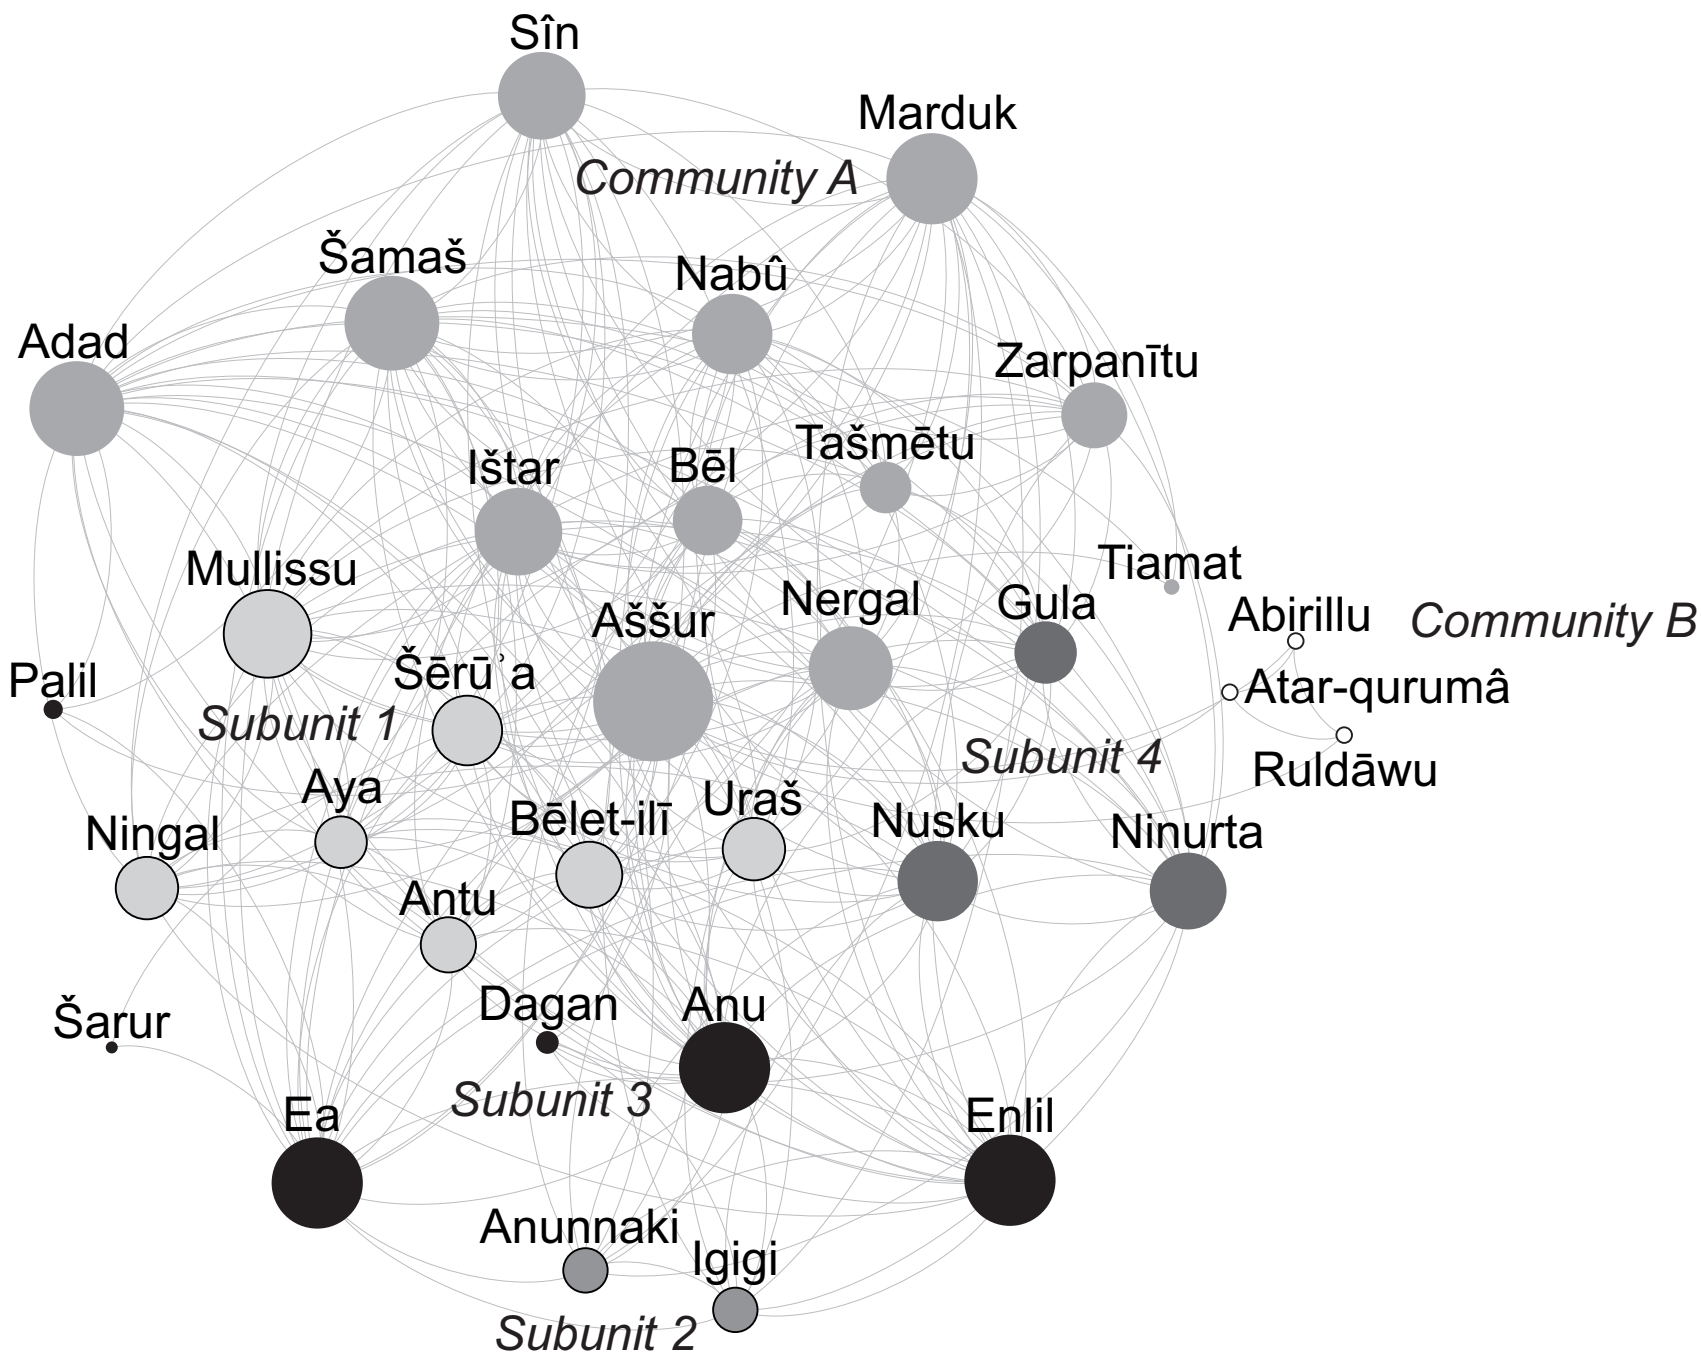 Sîn
Marduk
Community A
Šamaš
Nabû
Adad
Zarpanītu
Ištar
Bēl
Tašmētu
Mullissu
Tiamat
Aššur
Nergal
Gula
Abirillu
Community B
Palil
Šērūʾa
Atar-qurumâ
Subunit 1
Subunit 4
Ruldāwu
Aya
Ningal
Bēlet-ilī
Uraš
Nusku
Ninurta
Antu
Šarur
Dagan
Anu
Subunit 3
Ea
Enlil
Anunnaki
Igigi
Subunit 2